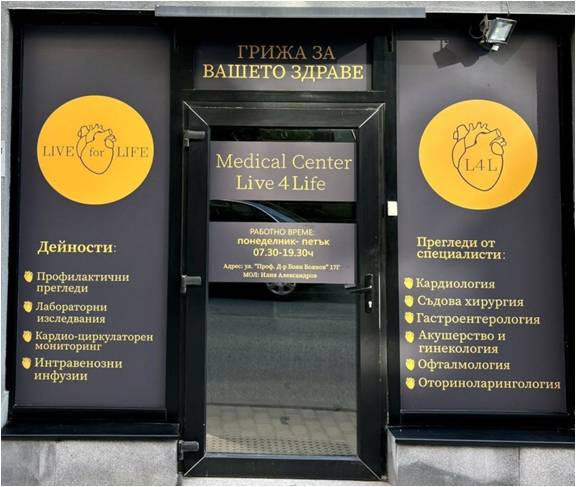 ГРИЖА ЗА
ВАШЕТО ЗДРАВЕ
LIVE for LIFE
Дейности:
Профилактични
прегледи
Лабораторни
изследвания
Кардио-циркулаторен
мониторинг
Интравенозни
инфузии
Medical Center
Live 4 Life
РАБОТНО ВРЕМЕ:
понеделник- петък
07.30-19.30ч
Адрес: ул. "Проф. Д-р Боян Боянов" 17Г
МОЛ: Илия Александров
L4L
Прегледи от
специалисти:
Кардиология
Съдова хирургия
Гастроентерология
Акушерство и
гинекология
Офталмология
Оториноларингология